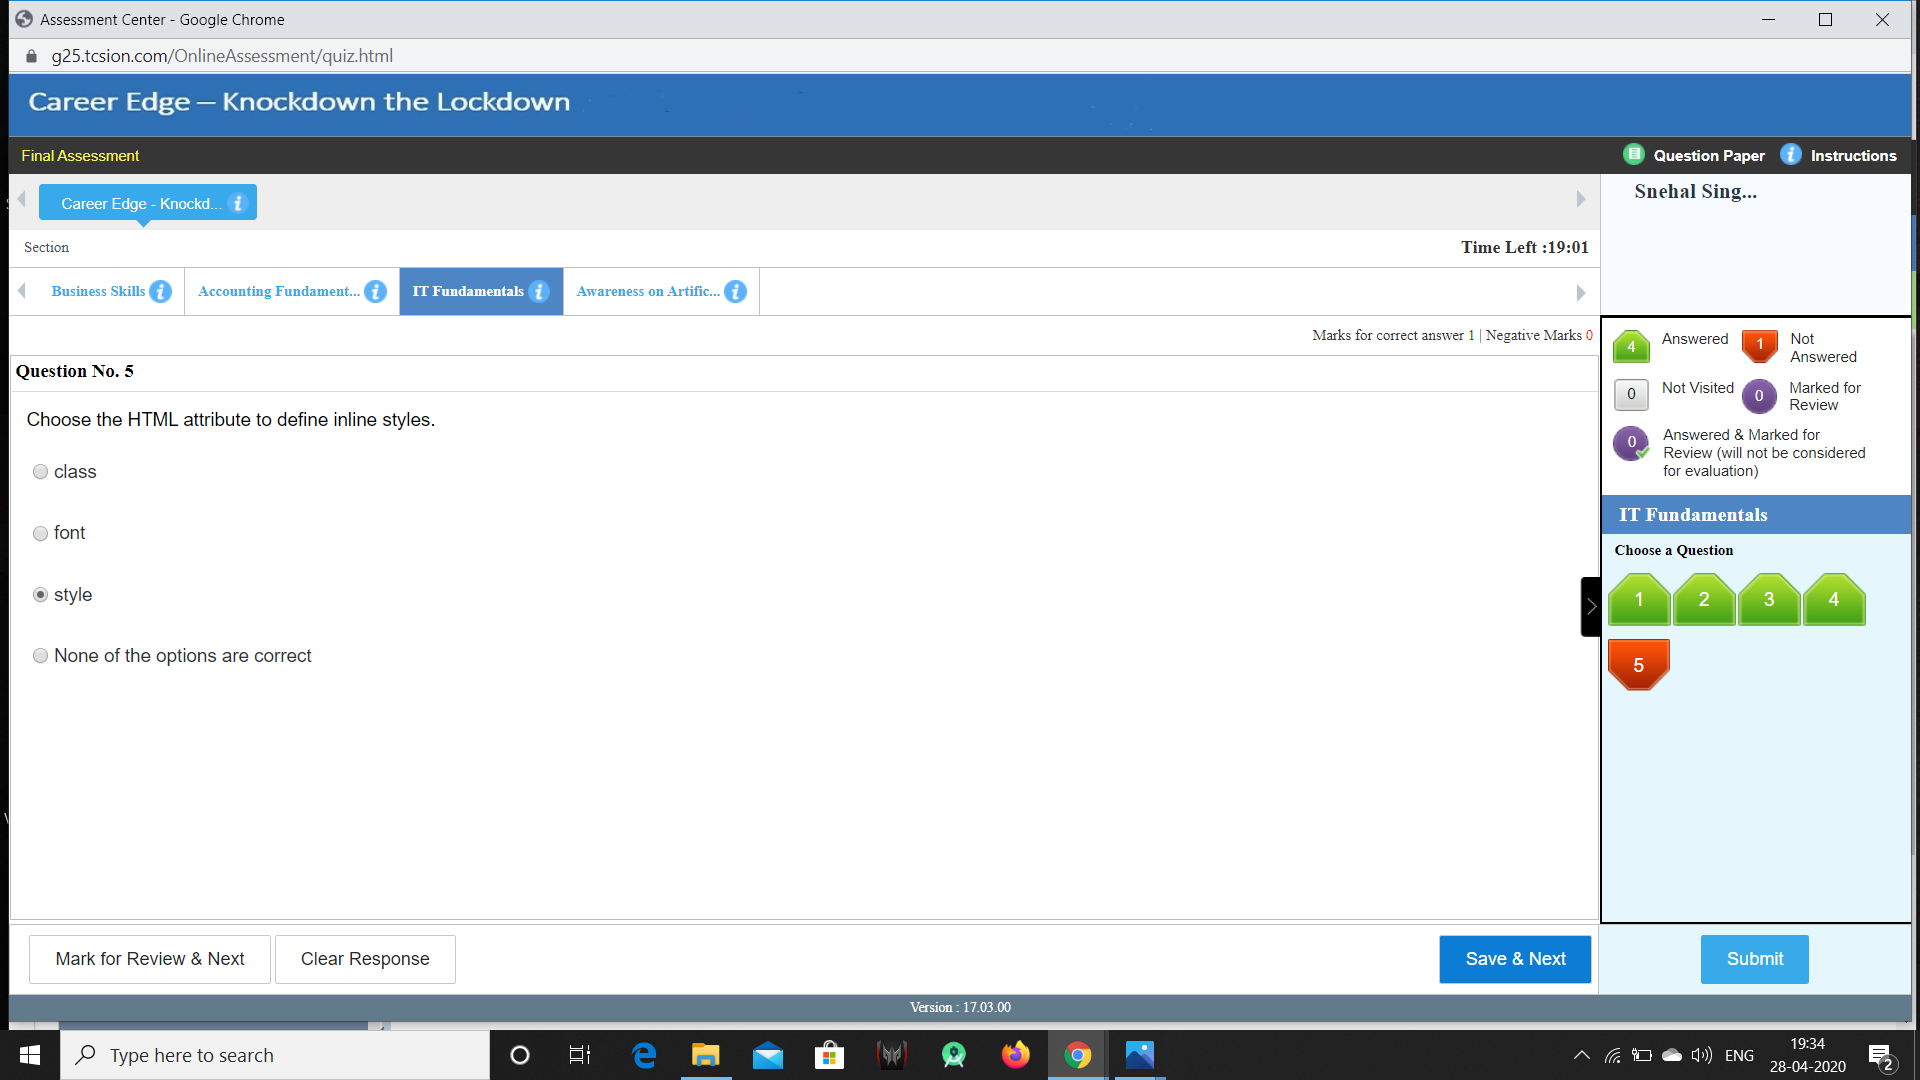 Assessment Center - Google Chrome
g25.tcsion.com/OnlineAssessment/quiz.html
Career Edge – Knockdown the Lockdown
Final Assessment
Question Paper
Instructions
Career Edge - Knockd...
Snehal Sing...
Section
Time Left :19:01
Business Skills
Accounting Fundament...
IT Fundamentals
Awareness on Artific...
Marks for correct answer 1 | Negative Marks 0
4 Answered
1 Not Answered
0 Not Visited
0 Marked for Review
0 Answered & Marked for
Review (will not be considered
for evaluation)
Question No. 5
Choose the HTML attribute to define inline styles.
class
font
style
None of the options are correct
IT Fundamentals
Choose a Question
1 2 3 4
5
Mark for Review & Next
Clear Response
Save & Next
Submit
Version : 17.03.00
Type here to search
ENG
19:34
28-04-2020
2